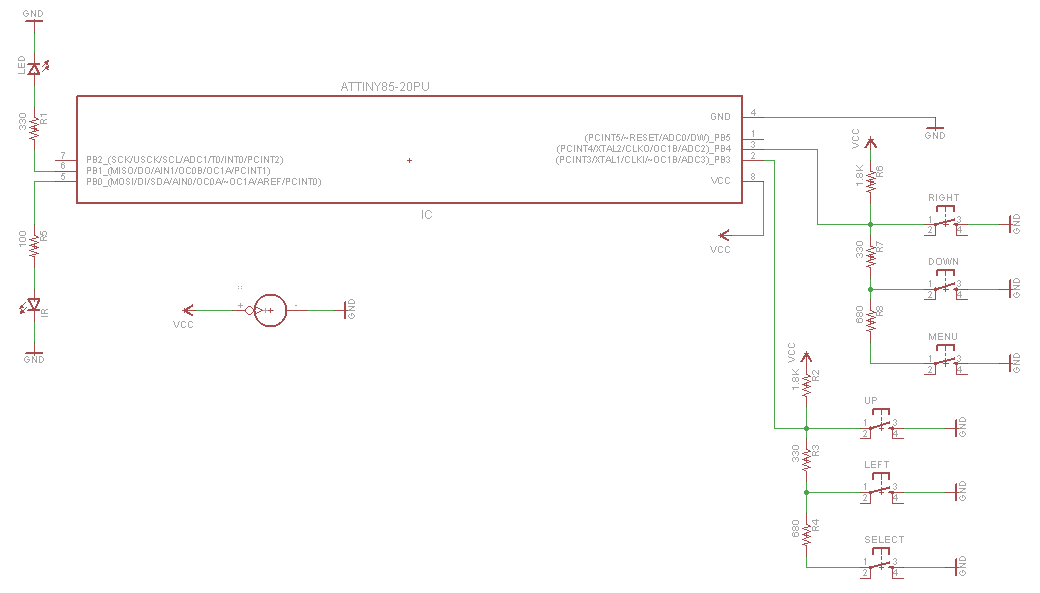 GND
LED
330
R1
ATTINY85-20PU
7 PB2_(SCK/USCK/SCL/ADC1/T0/INT0/PCINT2)
6 PB1_(MISO/DO/AIN1/OC0B/OC1A/PCINT1)
5 PB0_(MOSI/DI/SDA/AIN0/OC0A/~OC1A/AREF/PCINT0)
GND 4
(PCINT5/~RESET/ADC0/DW)_PB5 1
(PCINT4/XTAL2/CLKO/OC1B/ADC2)_PB4 3
(PCINT3/XTAL1/CLKI/~OC1B/ADC3)_PB3 2
VCC 8
IC
GND
VCC
100
R5
IR
GND
VCC
+
-
GND
VCC
1.8K
R6
RIGHT
1 3
2 4
GND
330
R7
DOWN
1 3
2 4
GND
680
R8
MENU
1 3
2 4
GND
VCC
1.8K
R2
UP
1 3
2 4
GND
330
R3
LEFT
1 3
2 4
GND
680
R4
SELECT
1 3
2 4
GND